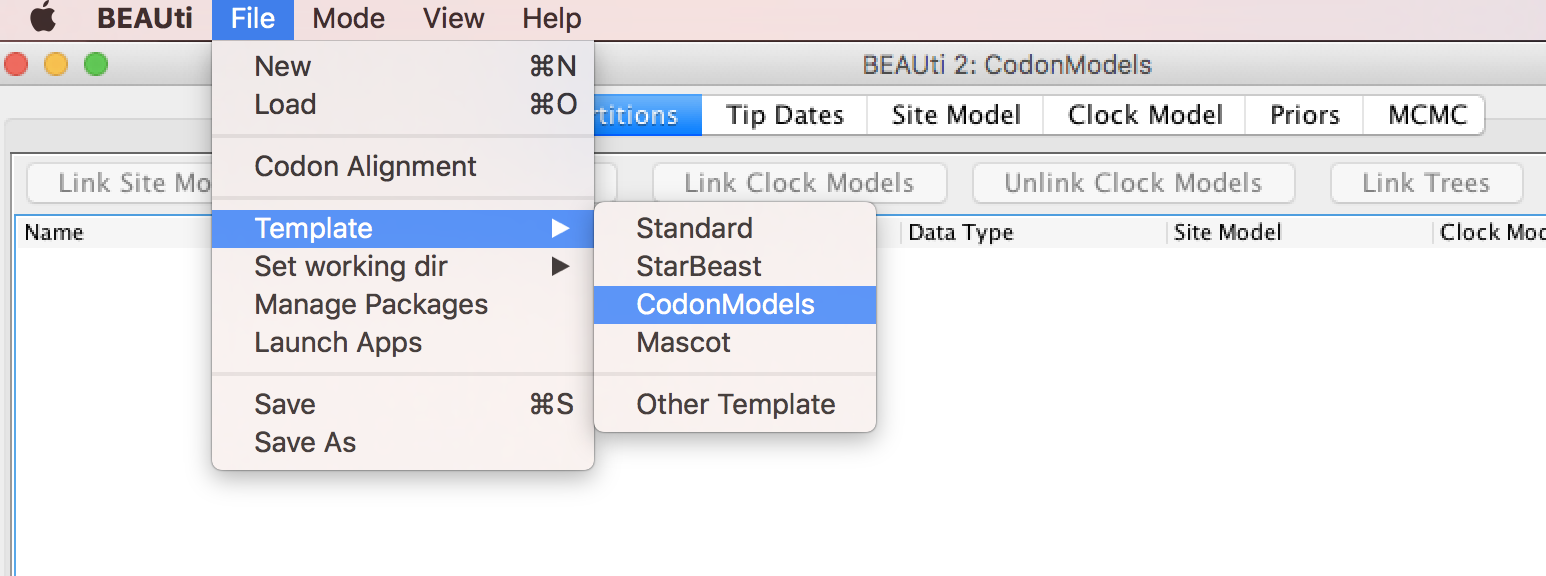 BEAUti File Mode View Help
BEAUti 2: CodonModels
New ⌘N
Load ⌘O
Codon Alignment
Template ▶
Set working dir ▶
Manage Packages
Launch Apps
Save ⌘S
Save As
Standard
StarBeast
CodonModels
Mascot
Other Template
titions Tip Dates Site Model Clock Model Priors MCMC
Link Site Mo Link Clock Models Unlink Clock Models Link Trees
Name Data Type Site Model Clock Moc